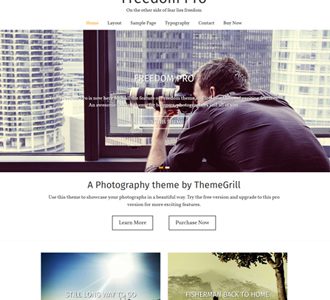 Freedom Pro
On the other side of fear lies freedom
Home Layout Sample Page Typography Contact Buy Now
FREEDOM PRO
A Photography theme by ThemeGrill
Use this theme to showcase your photographs in a beautiful way. Try the free version and upgrade to this pro
version for more exciting features.
Learn More Purchase Now
STILL LONG WAY TO GO
FISHERMAN BACK TO HOME